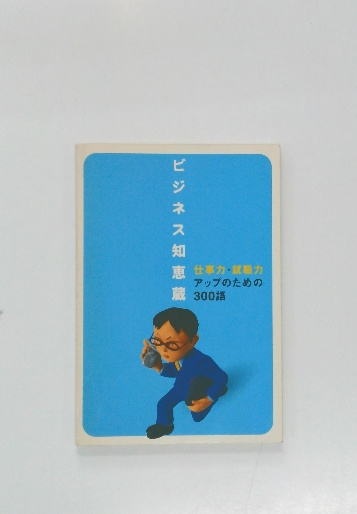 ビジネス知恵蔵
仕事力・就職力
アップのための
300語